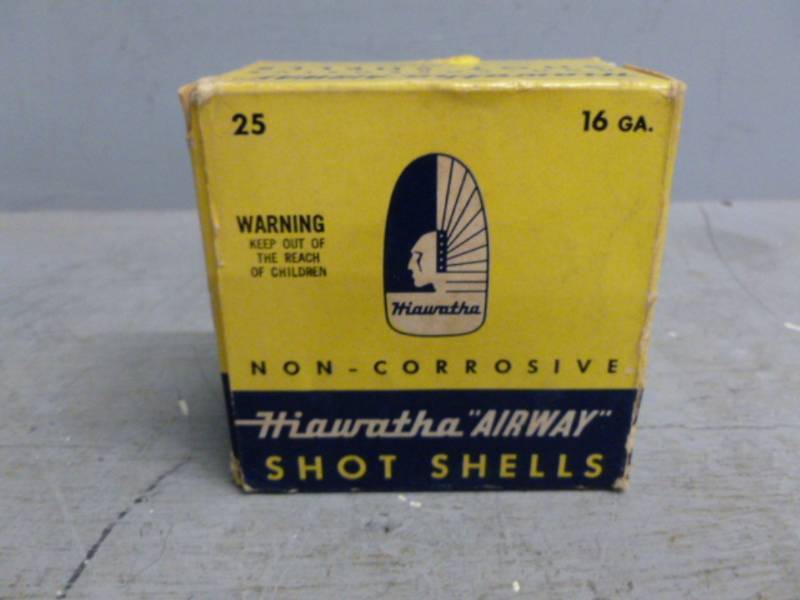 25
16 GA.
WARNING
KEEP OUT OF
THE REACH
OF CHILDREN
Hiawatha
NON-CORROSIVE
Hiawatha "AIRWAY"
SHOT SHELLS